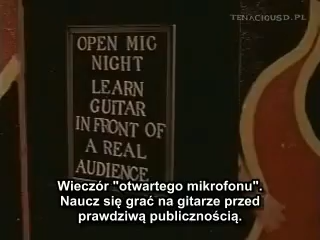 TENACIOUSD.PL
OPEN MIC
NIGHT
LEARN
GUITAR
IN FRONT OF
A REAL
AUDIENCE
Wieczór "otwartego mikrofonu".
Naucz się grać na gitarze przed
prawdziwą publicznością.